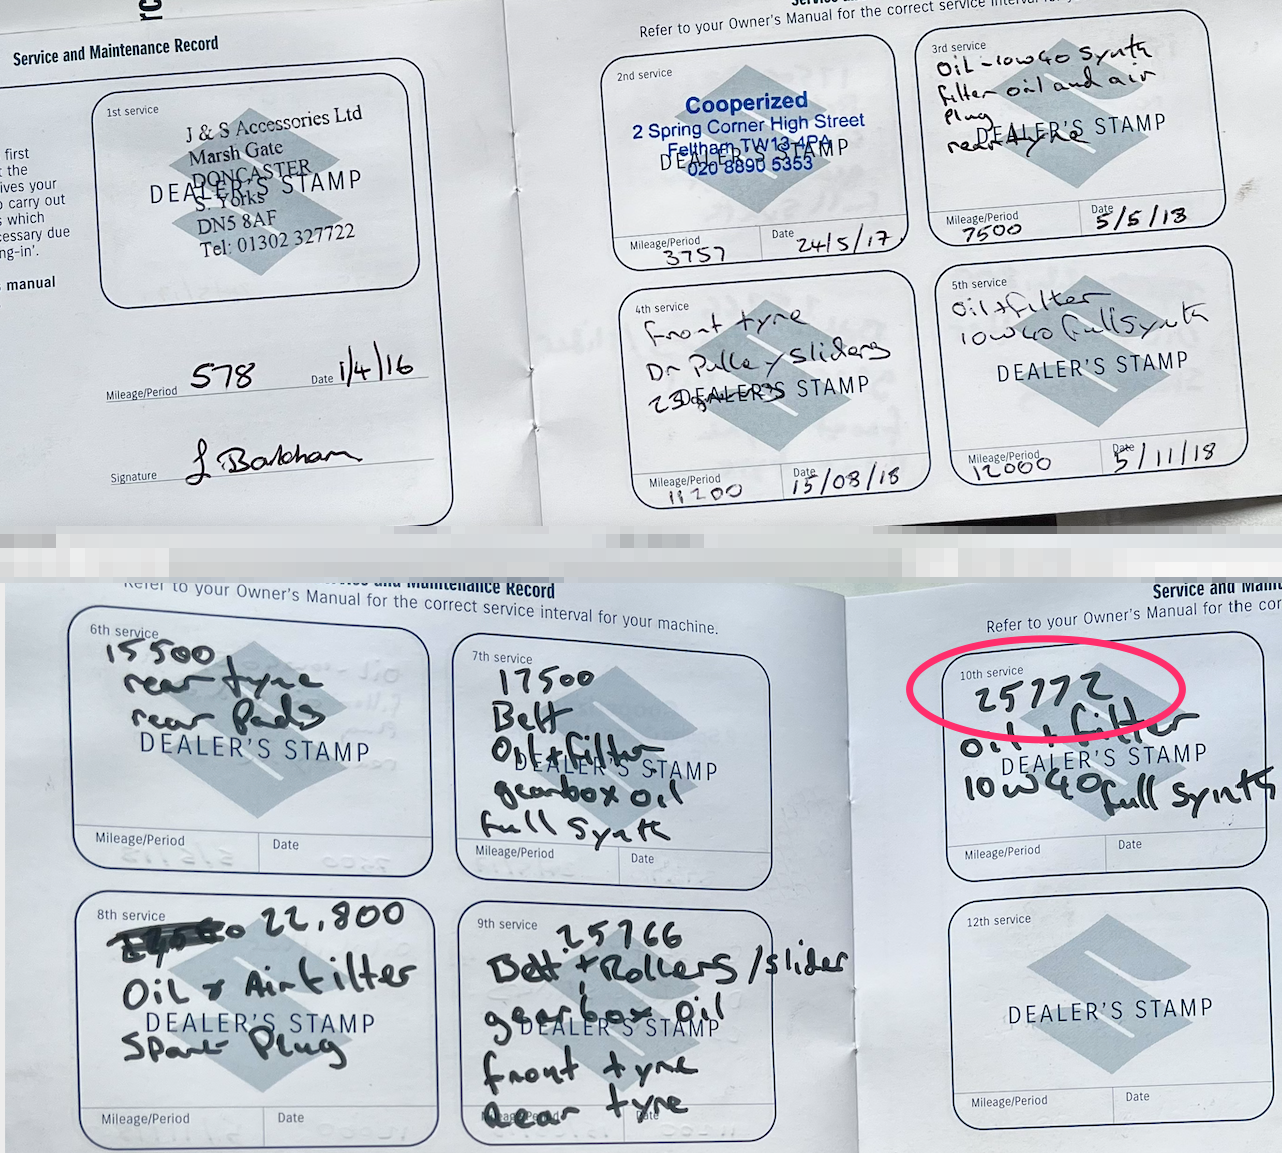 Service and Maintenance Record
1st service
J & S Accessories Ltd
Marsh Gate
DONCASTER
DEALER'S STAMP
S. Yorks
DN5 8AF
Tel: 01302 327722
first
the
ives your
carry out
which
cessary due
ng-in'.
manual
Mileage/Period 578 Date 1/4/16
Signature
Refer to your Owner's Manual for the correct service
2nd service
Cooperized
2 Spring Corner High Street
Feltham TW13 4PA
DEALER'S STAMP
020 8890 5353
Mileage/Period 3757
Date 24/5/17
3rd service
Oil - 10w40 Synth
filter oil and air
Plug
DEALER'S STAMP
rear tyre
Mileage/Period 7500
Date 5/5/18
4th service
Front tyre
Dr Pulley sliders
DEALER'S STAMP
Mileage/Period 11200
Date 15/08/18
5th service
Oil + filter
10w40 full Synth
DEALER'S STAMP
Mileage/Period 12000
Date 5/11/18
Service and Maintenance Record
Refer to your Owner's Manual for the correct service interval for your machine.
6th service
15500
rear tyre
rear Pads
DEALER'S STAMP
Mileage/Period
Date
7th service
17500
Belt
Oil + filter
DEALER'S STAMP
gearbox oil
full Synth
Mileage/Period
Date
8th service
22,800
Oil + Air filter
DEALER'S STAMP
Spark Plug
Mileage/Period
Date
9th service
25766
Belt + Rollers/slider
gearbox oil
DEALER'S STAMP
front tyre
Rear tyre
Mileage/Period
Date
Service and Maint
Refer to your Owner's Manual for the cor
10th service
25772
Oil + filter
DEALER'S STAMP
10w40 full Synth
Mileage/Period
Date
12th service
DEALER'S STAMP
Mileage/Period
Date